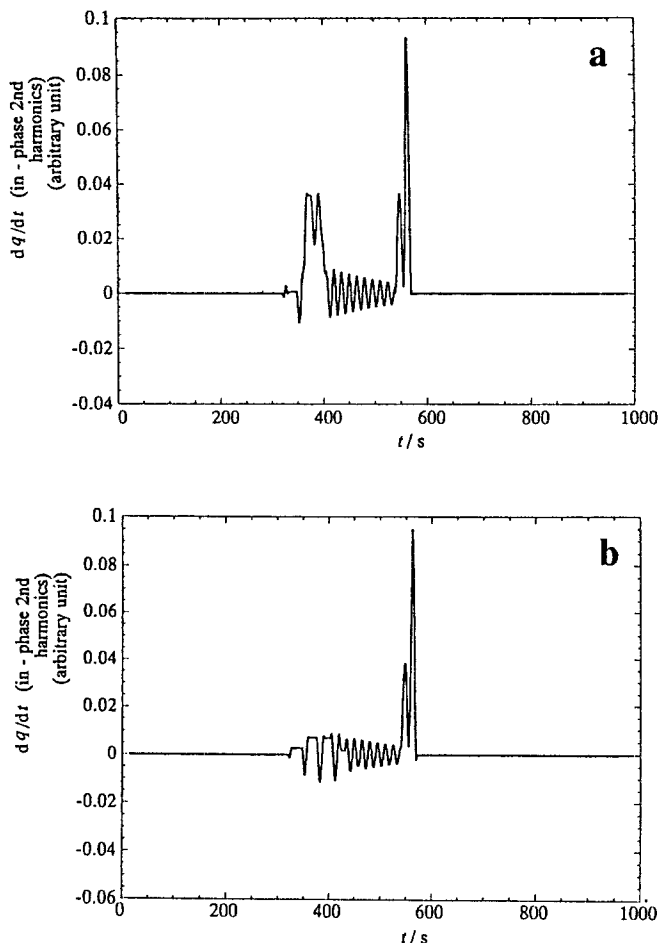 a
0.1
0.08
0.06
0.04
0.02
0
-0.02
-0.04
dq/dt (in - phase 2nd
harmonics)
(arbitrary unit)
0 200 400 600 800 1000
t / s
b
0.1
0.08
0.06
0.04
0.02
0
-0.02
-0.04
-0.06
dq/dt (in - phase 2nd
harmonics)
(arbitrary unit)
0 200 400 600 800 1000
t / s